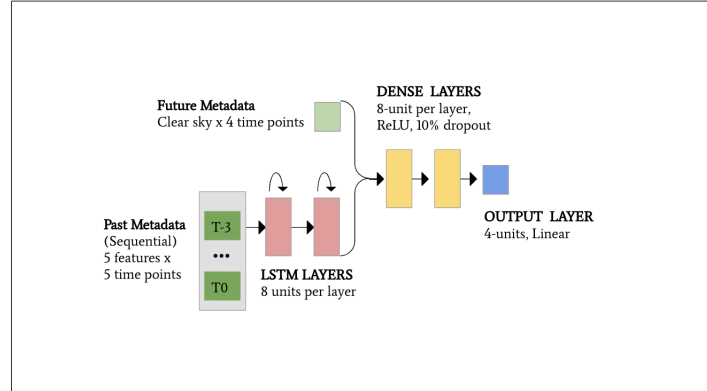 Future Metadata
Clear sky x 4 time points
DENSE LAYERS
8-unit per layer,
ReLU, 10% dropout
Past Metadata
(Sequential)
5 features x
5 time points
T-3
•••
T0
LSTM LAYERS
8 units per layer
OUTPUT LAYER
4-units, Linear